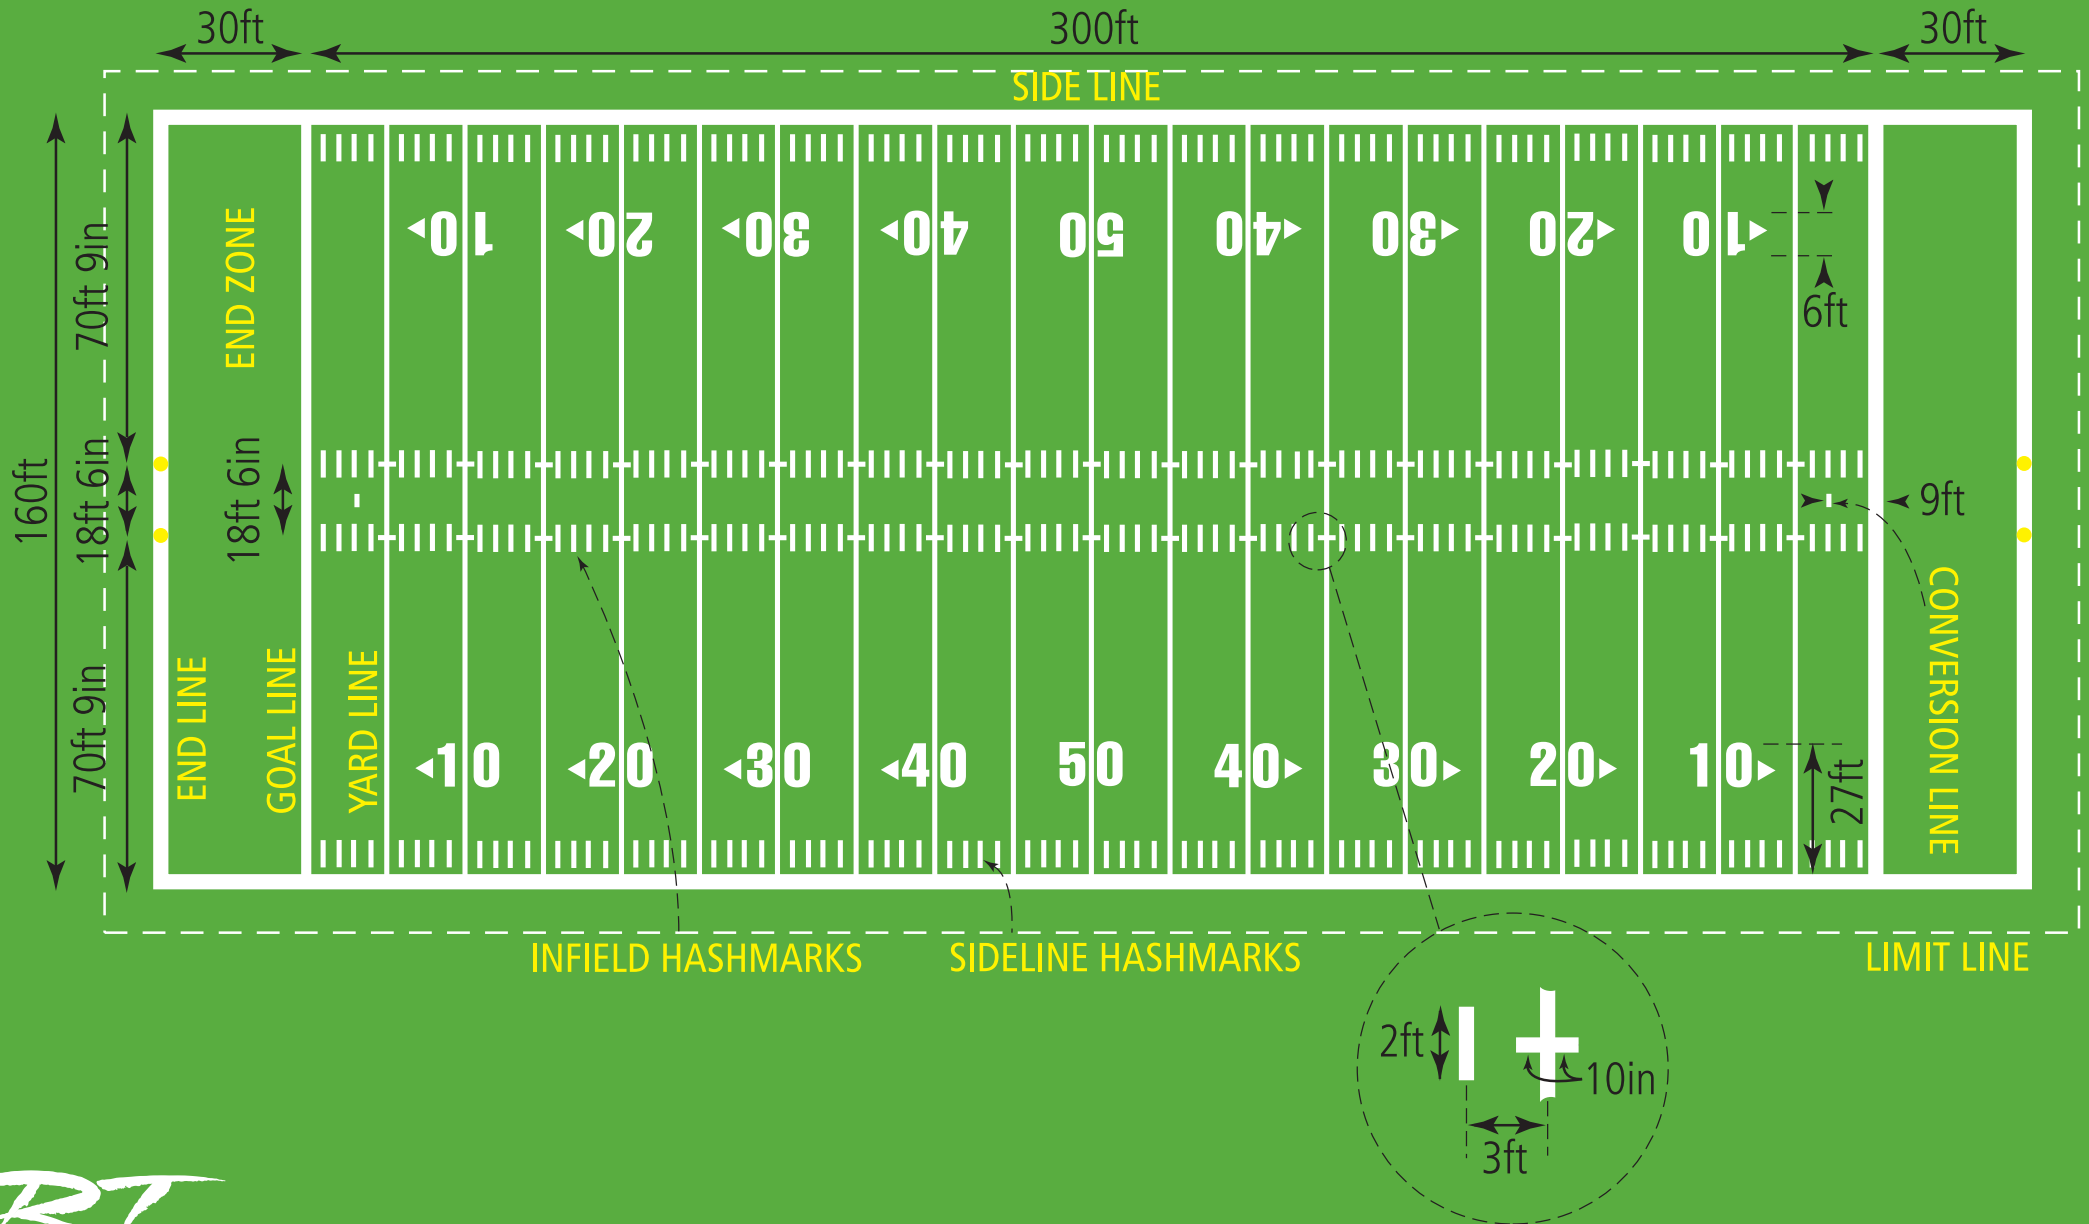 30ft
300ft
30ft
SIDE LINE
10
20
30
40
50
40
30
20
10
70ft 9in
END ZONE
6ft
160ft
18ft 6in
18ft 6in
9ft
70ft 9in
END LINE
GOAL LINE
YARD LINE
CONVERSION LINE
10
20
30
40
50
40
30
20
10
27ft
INFIELD HASHMARKS
SIDELINE HASHMARKS
LIMIT LINE
2ft
10in
3ft
RT